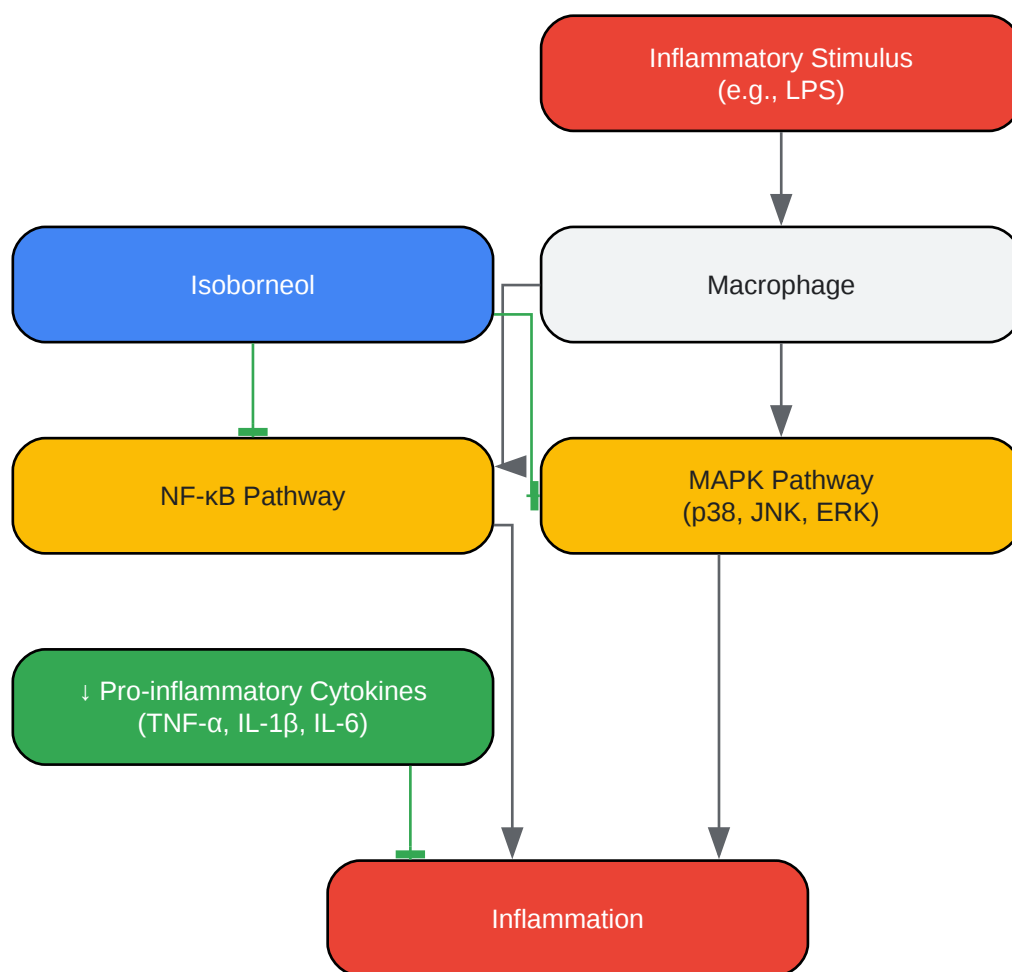 Inflammatory Stimulus
(e.g., LPS)
Isoborneol
Macrophage
NF-κB Pathway
MAPK Pathway
(p38, JNK, ERK)
↓ Pro-inflammatory Cytokines
(TNF-α, IL-1β, IL-6)
Inflammation